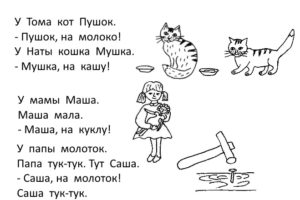 У Тома кот Пушок.
- Пушок, на молоко!
У Наты кошка Мушка.
- Мушка, на кашу!
У мамы Маша.
Маша мала.
- Маша, на куклу!
У папы молоток.
Папа тук-тук. Тут Саша.
- Саша, на молоток!
Саша тук-тук.